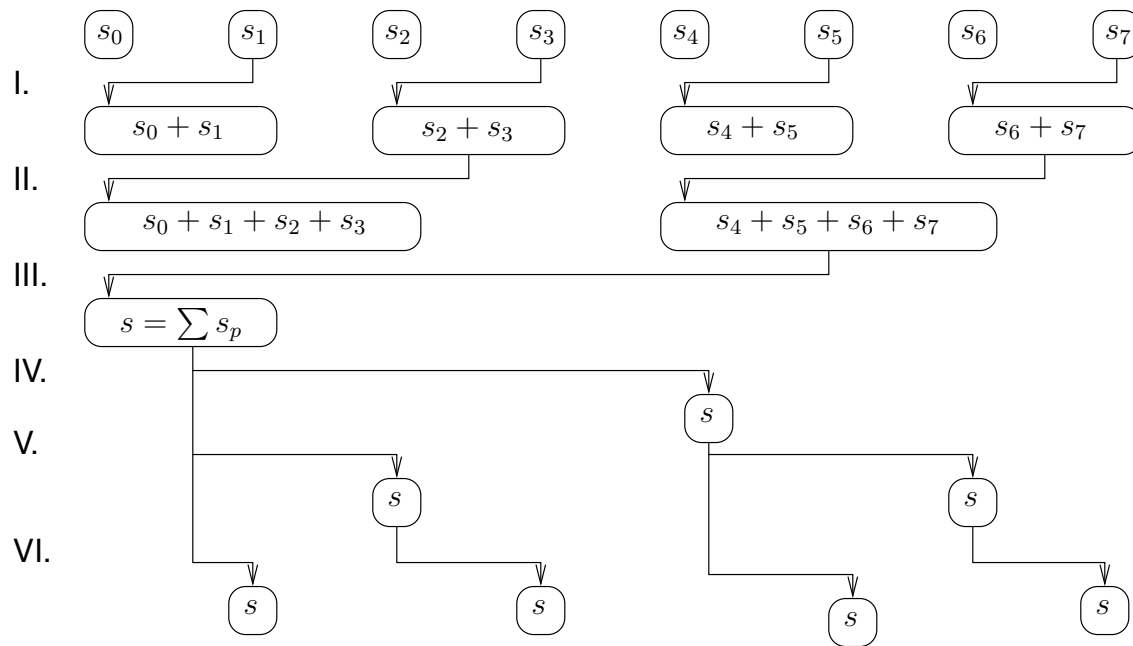 s₀ s₁ s₂ s₃ s₄ s₅ s₆ s₇
I.
s₀ + s₁ s₂ + s₃ s₄ + s₅ s₆ + s₇
II.
s₀ + s₁ + s₂ + s₃ s₄ + s₅ + s₆ + s₇
III.
s = ∑ sₚ
IV.
s
V.
s s
VI.
s s s s